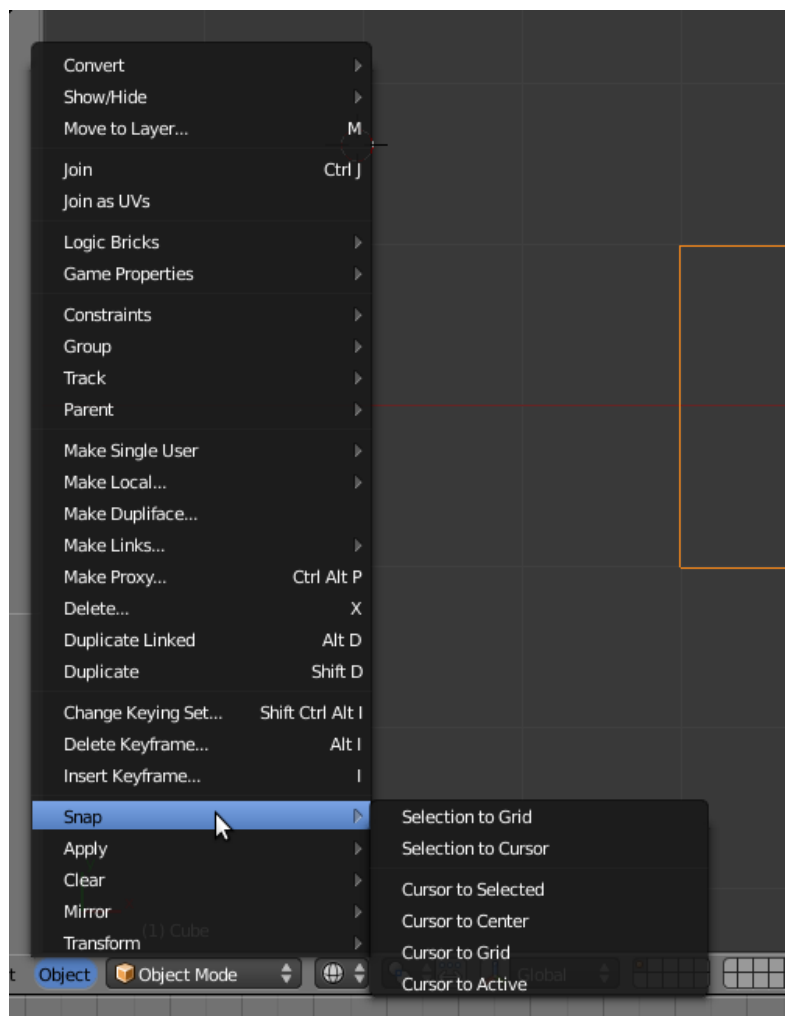 Convert
Show/Hide
Move to Layer... M
Join Ctrl J
Join as UVs
Logic Bricks
Game Properties
Constraints
Group
Track
Parent
Make Single User
Make Local...
Make Dupliface...
Make Links...
Make Proxy... Ctrl Alt P
Delete... X
Duplicate Linked Alt D
Duplicate Shift D
Change Keying Set... Shift Ctrl Alt I
Delete Keyframe... Alt I
Insert Keyframe... I
Snap
Selection to Grid
Apply
Selection to Cursor
Clear
Cursor to Selected
Mirror
Cursor to Center
(1) Cube
Transform
Cursor to Grid
t Object Object Mode Global
Cursor to Active